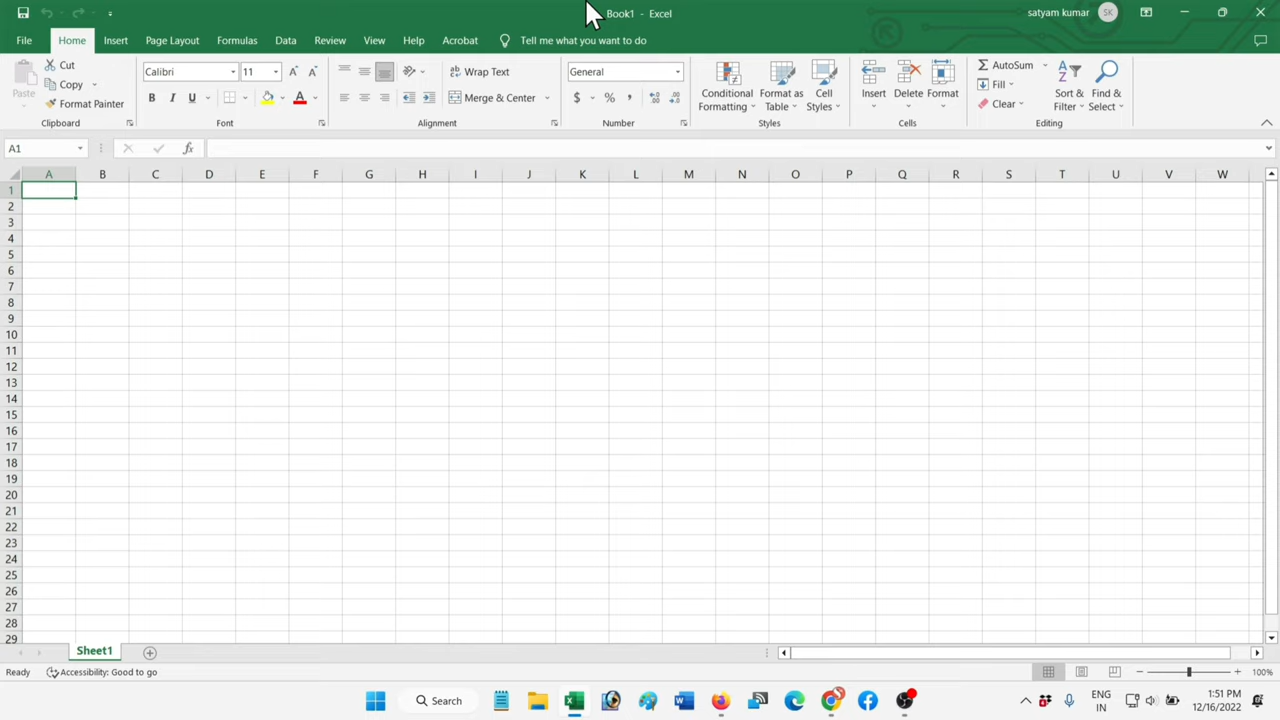 Book1 - Excel
satyam kumar SK
File Home Insert Page Layout Formulas Data Review View Help Acrobat Tell me what you want to do
Paste
Cut
Copy
Format Painter
Clipboard
Calibri 11
B I U A
Font
Wrap Text
Merge & Center
Alignment
General
$ % ,
Number
Conditional Formatting
Format as Table
Cell Styles
Styles
Insert
Delete
Format
Cells
AutoSum
Fill
Clear
Sort & Filter
Find & Select
Editing
A1 fx
A B C D E F G H I J K L M N O P Q R S T U V W
1
2
3
4
5
6
7
8
9
10
11
12
13
14
15
16
17
18
19
20
21
22
23
24
25
26
27
28
29
Sheet1
Ready Accessibility: Good to go 100%
Search
ENG
IN
1:51 PM
12/16/2022